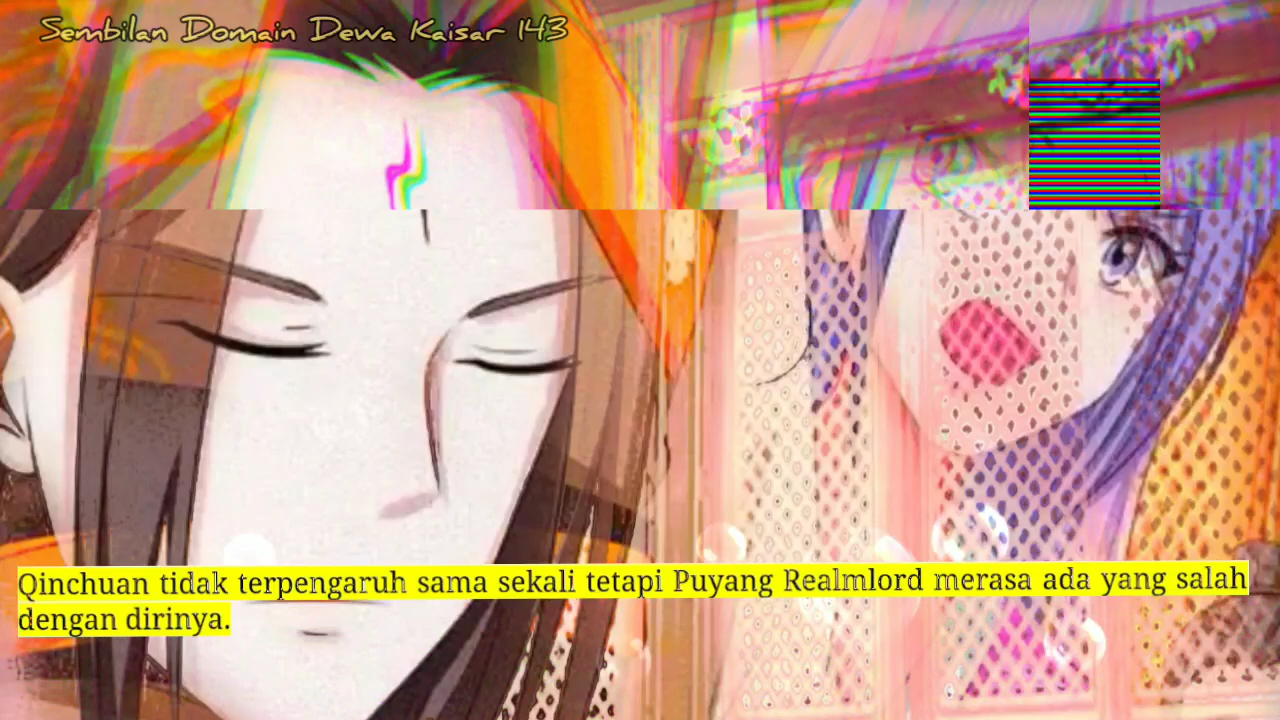 Sembilan Domain Dewa Kaisar 143
Qinchuan tidak terpengaruh sama sekali tetapi Puyang Realmlord merasa ada yang salah
dengan dirinya.